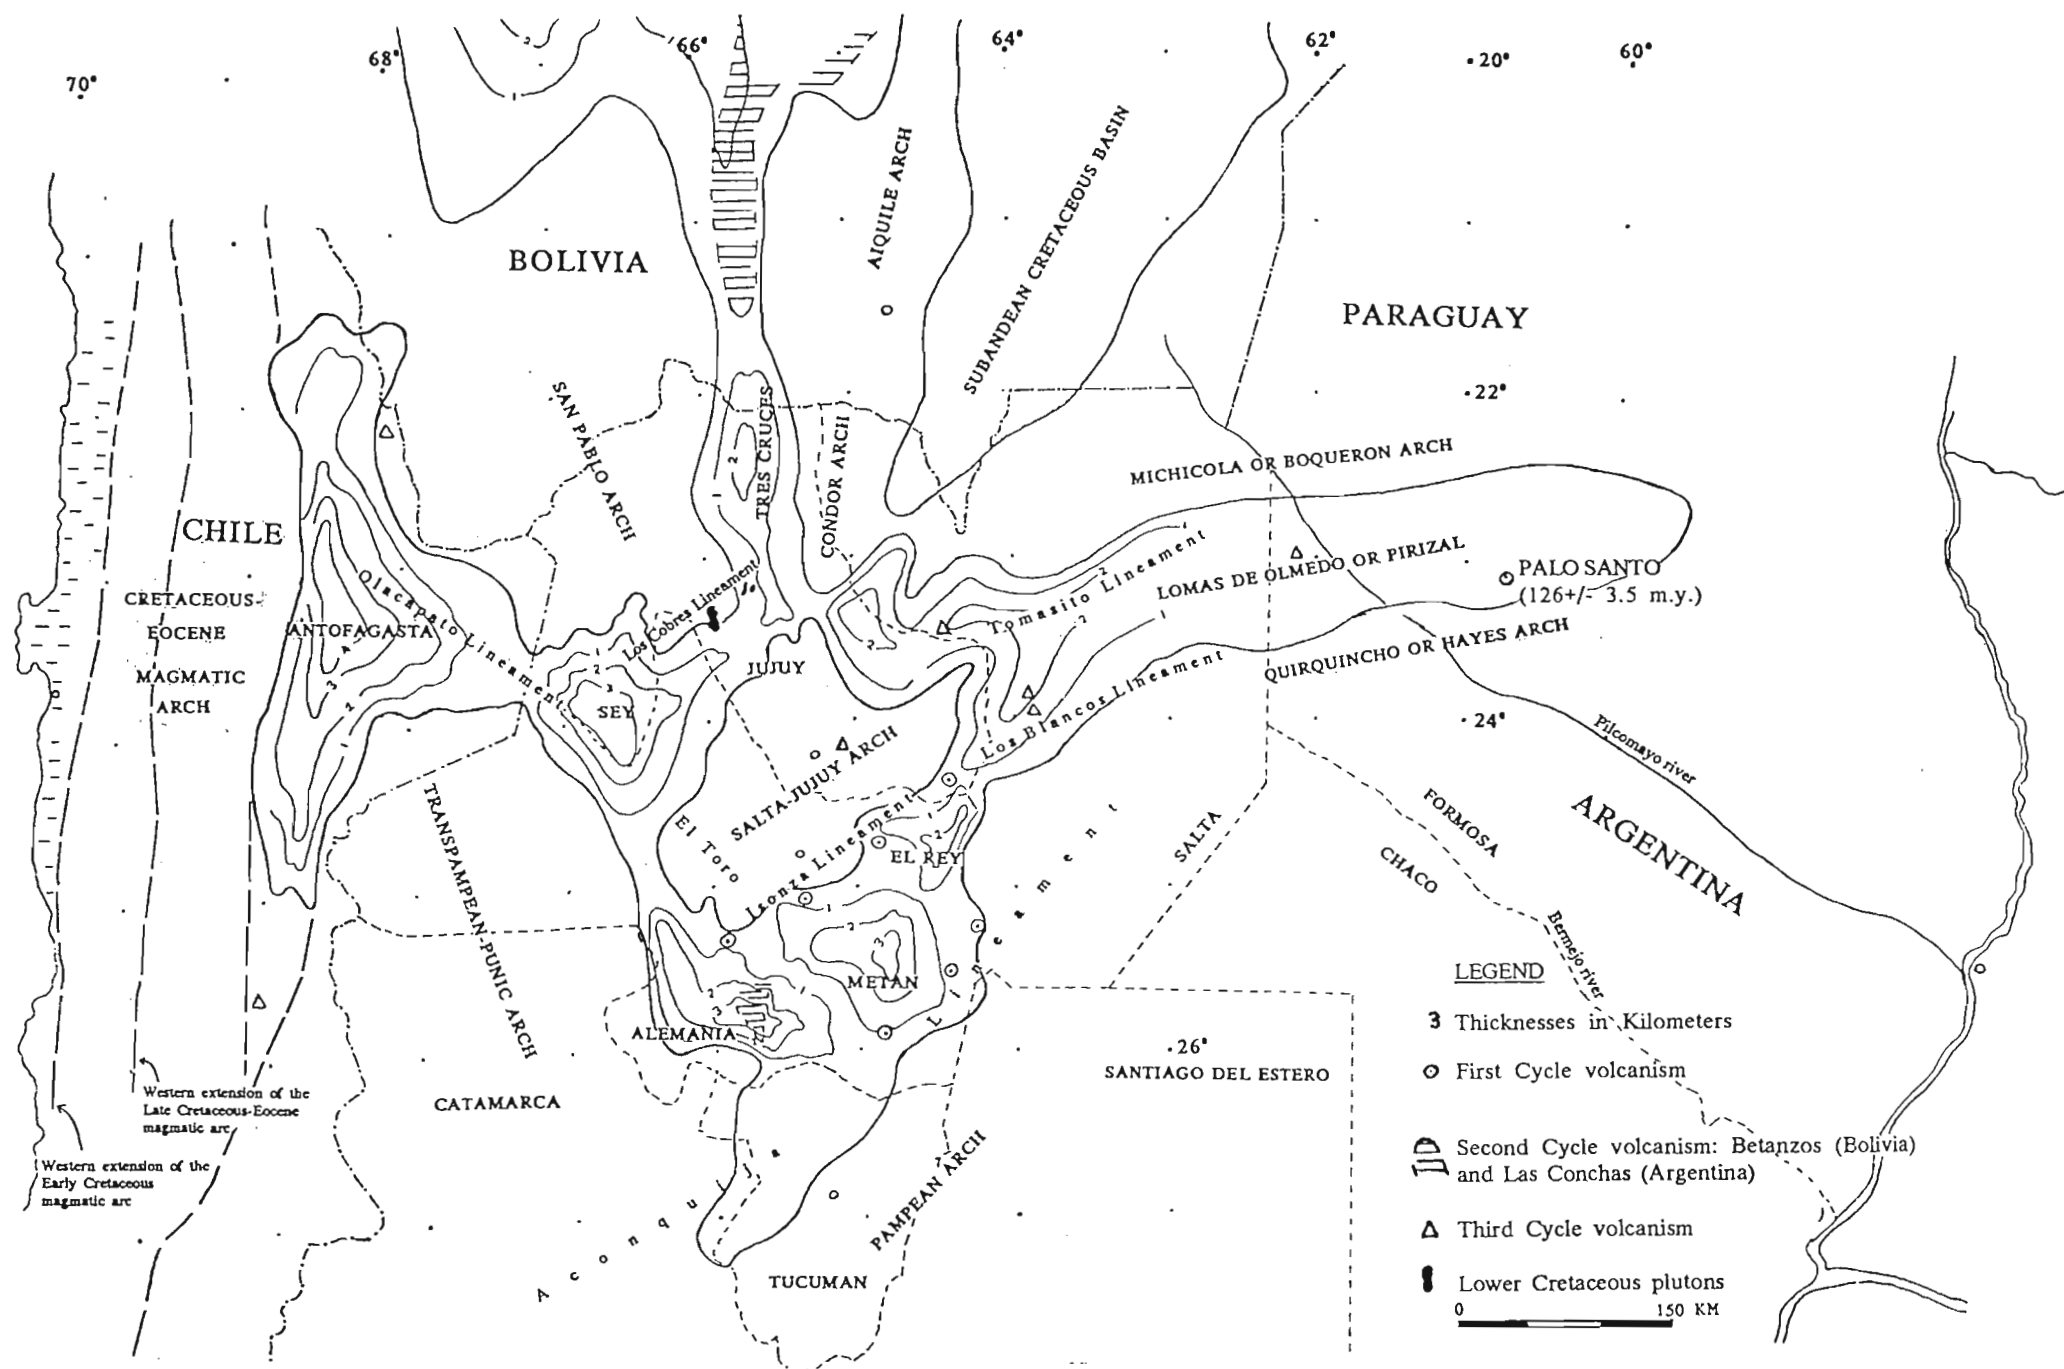 70°
68°
66°
64°
62°
20°
60°
BOLIVIA
AIQUILE ARCH
SUBANDEAN CRETACEOUS BASIN
PARAGUAY
22°
SAN PABLO ARCH
TRES CRUCES
CONDOR ARCH
MICHICOLA OR BOQUERON ARCH
CHILE
Tomasito Lineament
LOMAS DE OLMEDO OR PIRIZAL
PALO SANTO
(126+/- 3.5 m.y.)
CRETACEOUS-
EOCENE
MAGMATIC
ARCH
ANTOFAGASTA
Olacapato Lineament
Los Cobres Lineament
JUJUY
SEY
QUIRQUINCHO OR HAYES ARCH
Los Blancos Lineament
24°
Pilcomayo river
SALTA-JUJUY ARCH
El Toro
Isonza Lineament
EL REY
TRANSPAMPEAN-PUNIC ARCH
SALTA
FORMOSA
CHACO
ARGENTINA
Bermejo river
METAN
ALEMANIA
26°
SANTIAGO DEL ESTERO
CATAMARCA
Aconquija Lineament
PAMPEAN ARCH
TUCUMAN
Western extension of the
Late Cretaceous-Eocene
magmatic arc
Western extension of the
Early Cretaceous
magmatic arc
LEGEND
3 Thicknesses in Kilometers
First Cycle volcanism
Second Cycle volcanism: Betanzos (Bolivia)
and Las Conchas (Argentina)
Third Cycle volcanism
Lower Cretaceous plutons
0 150 KM